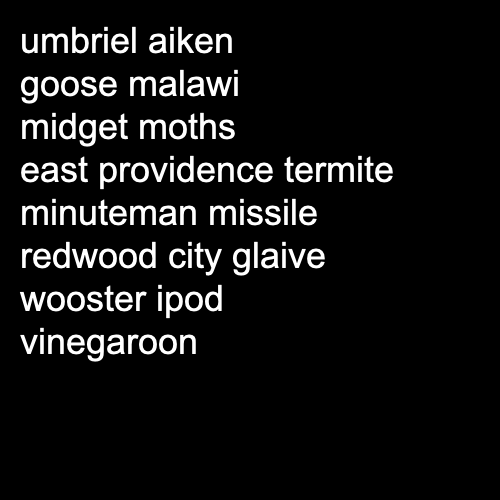 umbriel aiken
goose malawi
midget moths
east providence termite
minuteman missile
redwood city glaive
wooster ipod
vinegaroon